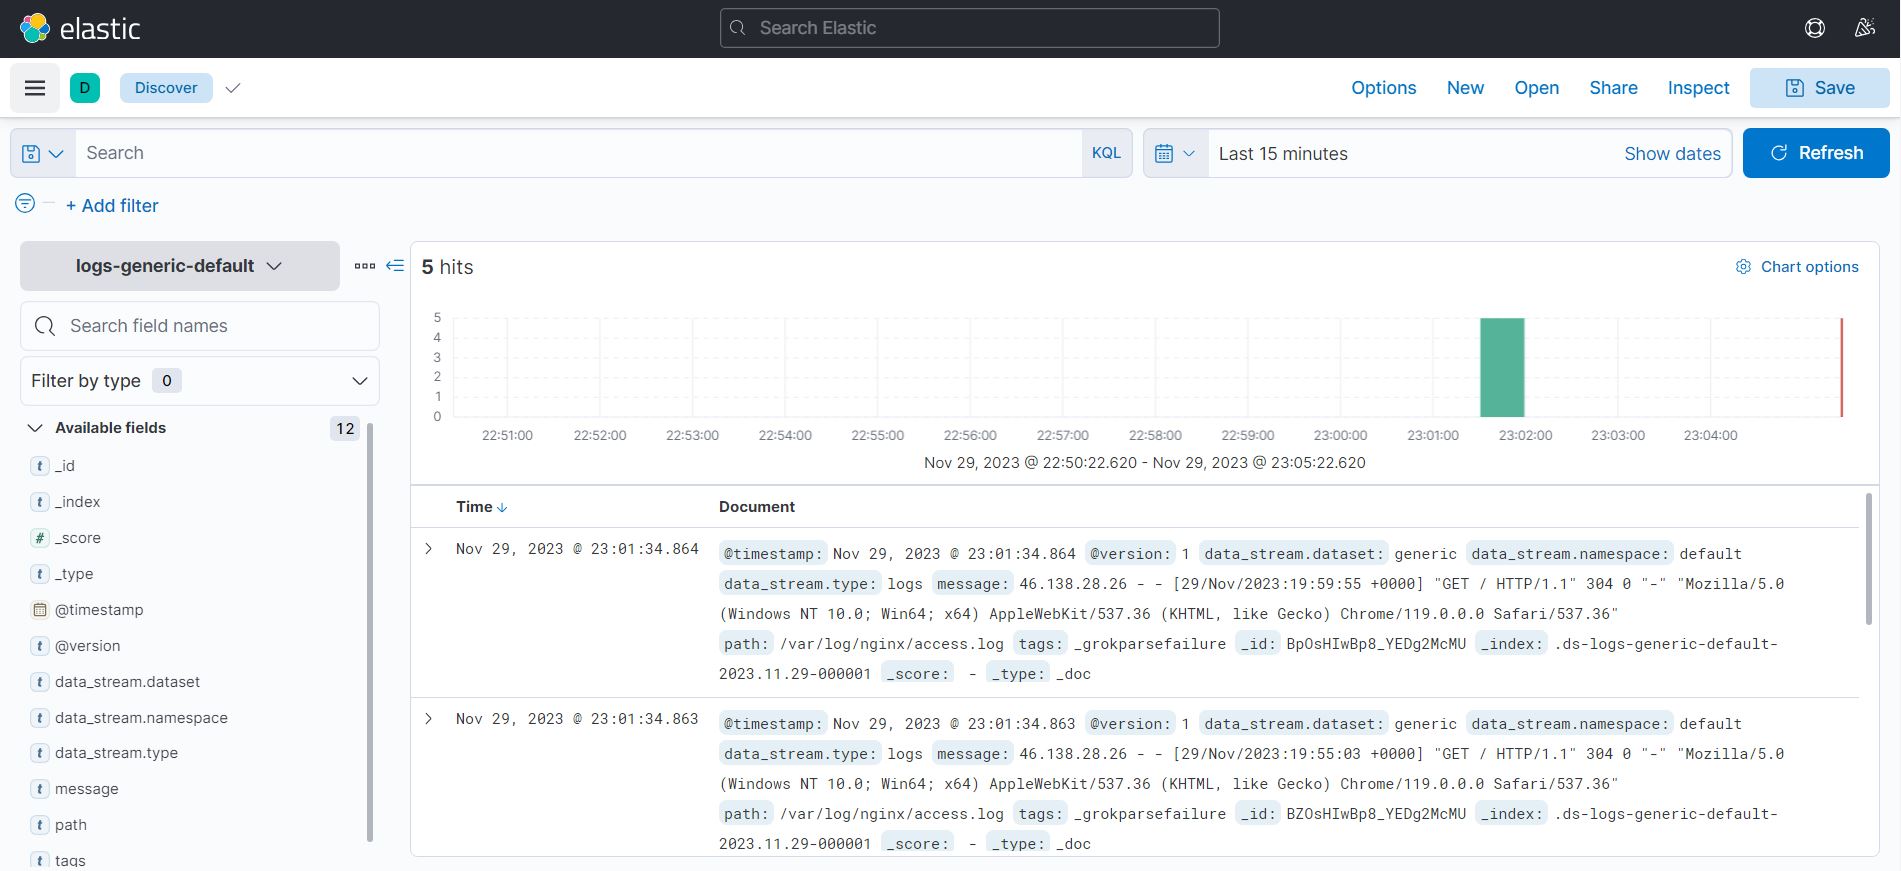 elastic
Search Elastic
D
Discover
Options
New
Open
Share
Inspect
Save
Search
KQL
Last 15 minutes
Show dates
Refresh
+ Add filter
logs-generic-default
Search field names
Filter by type 0
Available fields 12
t _id
t _index
# _score
t _type
@timestamp
t @version
t data_stream.dataset
t data_stream.namespace
t data_stream.type
t message
t path
t tags
5 hits
Chart options
5
4
3
2
1
0
22:51:00 22:52:00 22:53:00 22:54:00 22:55:00 22:56:00 22:57:00 22:58:00 22:59:00 23:00:00 23:01:00 23:02:00 23:03:00 23:04:00
Nov 29, 2023 @ 22:50:22.620 - Nov 29, 2023 @ 23:05:22.620
Time Document
Nov 29, 2023 @ 23:01:34.864
@timestamp: Nov 29, 2023 @ 23:01:34.864 @version: 1 data_stream.dataset: generic data_stream.namespace: default
data_stream.type: logs message: 46.138.28.26 - - [29/Nov/2023:19:59:55 +0000] "GET / HTTP/1.1" 304 0 "-" "Mozilla/5.0
(Windows NT 10.0; Win64; x64) AppleWebKit/537.36 (KHTML, like Gecko) Chrome/119.0.0.0 Safari/537.36"
path: /var/log/nginx/access.log tags: _grokparsefailure _id: BpOsHIwBp8_YEDg2McMU _index: .ds-logs-generic-default-
2023.11.29-000001 _score: - _type: _doc
Nov 29, 2023 @ 23:01:34.863
@timestamp: Nov 29, 2023 @ 23:01:34.863 @version: 1 data_stream.dataset: generic data_stream.namespace: default
data_stream.type: logs message: 46.138.28.26 - - [29/Nov/2023:19:55:03 +0000] "GET / HTTP/1.1" 304 0 "-" "Mozilla/5.0
(Windows NT 10.0; Win64; x64) AppleWebKit/537.36 (KHTML, like Gecko) Chrome/119.0.0.0 Safari/537.36"
path: /var/log/nginx/access.log tags: _grokparsefailure _id: BZOsHIwBp8_YEDg2McMU _index: .ds-logs-generic-default-
2023.11.29-000001 _score: - _type: _doc